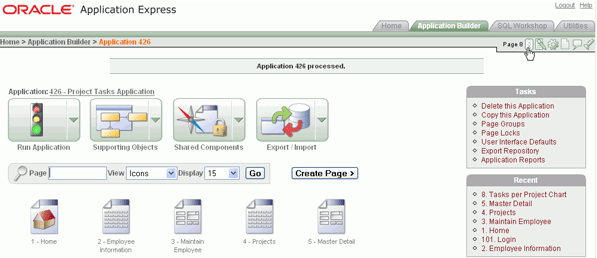 ORACLE Application Express
Logout Help
Home Application Builder SQL Workshop Utilities
Home > Application Builder > Application 426
Page 8
Application 426 processed.
Application: 426 - Project Tasks Application
Run Application
Supporting Objects
Shared Components
Export / Import
Page View Icons Display 15 Go Create Page >
1 - Home
2 - Employee Information
3 - Maintain Employee
4 - Projects
5 - Master Detail
Tasks
Delete this Application
Copy this Application
Page Groups
Page Locks
User Interface Defaults
Export Repository
Application Reports
Recent
8. Tasks per Project Chart
5. Master Detail
4. Projects
3. Maintain Employee
1. Home
101. Login
2. Employee Information